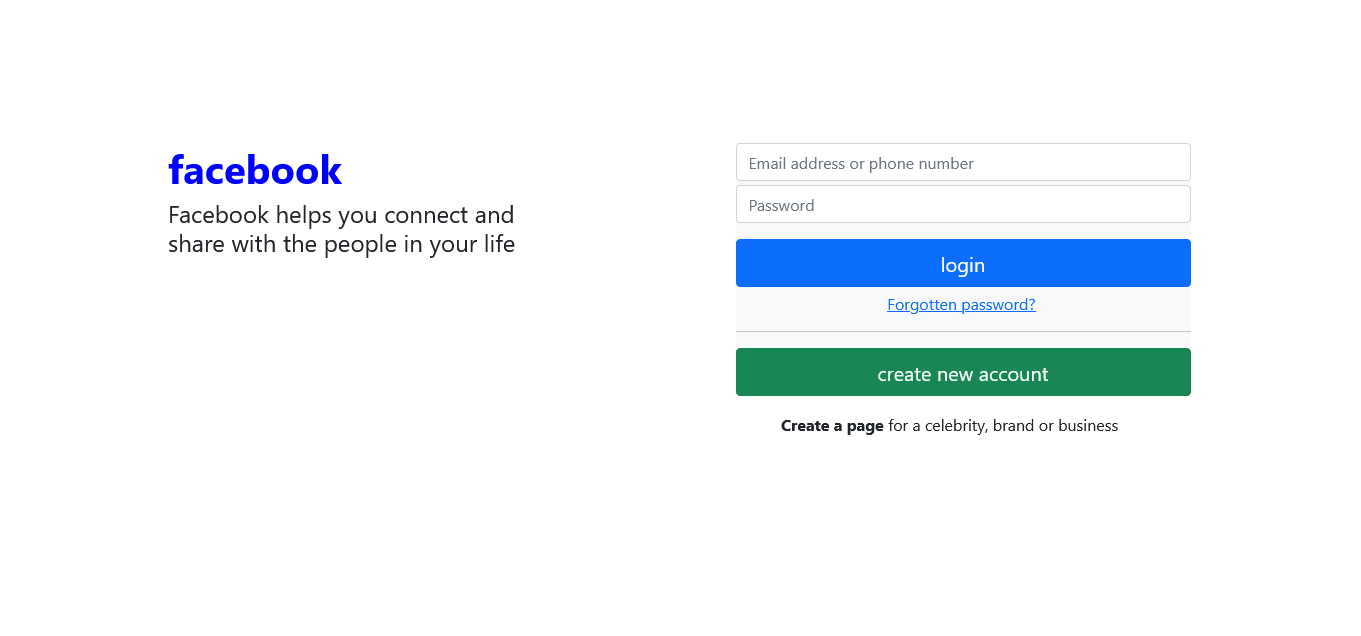 facebook
Facebook helps you connect and
share with the people in your life
Email address or phone number
Password
login
Forgotten password?
create new account
Create a page for a celebrity, brand or business